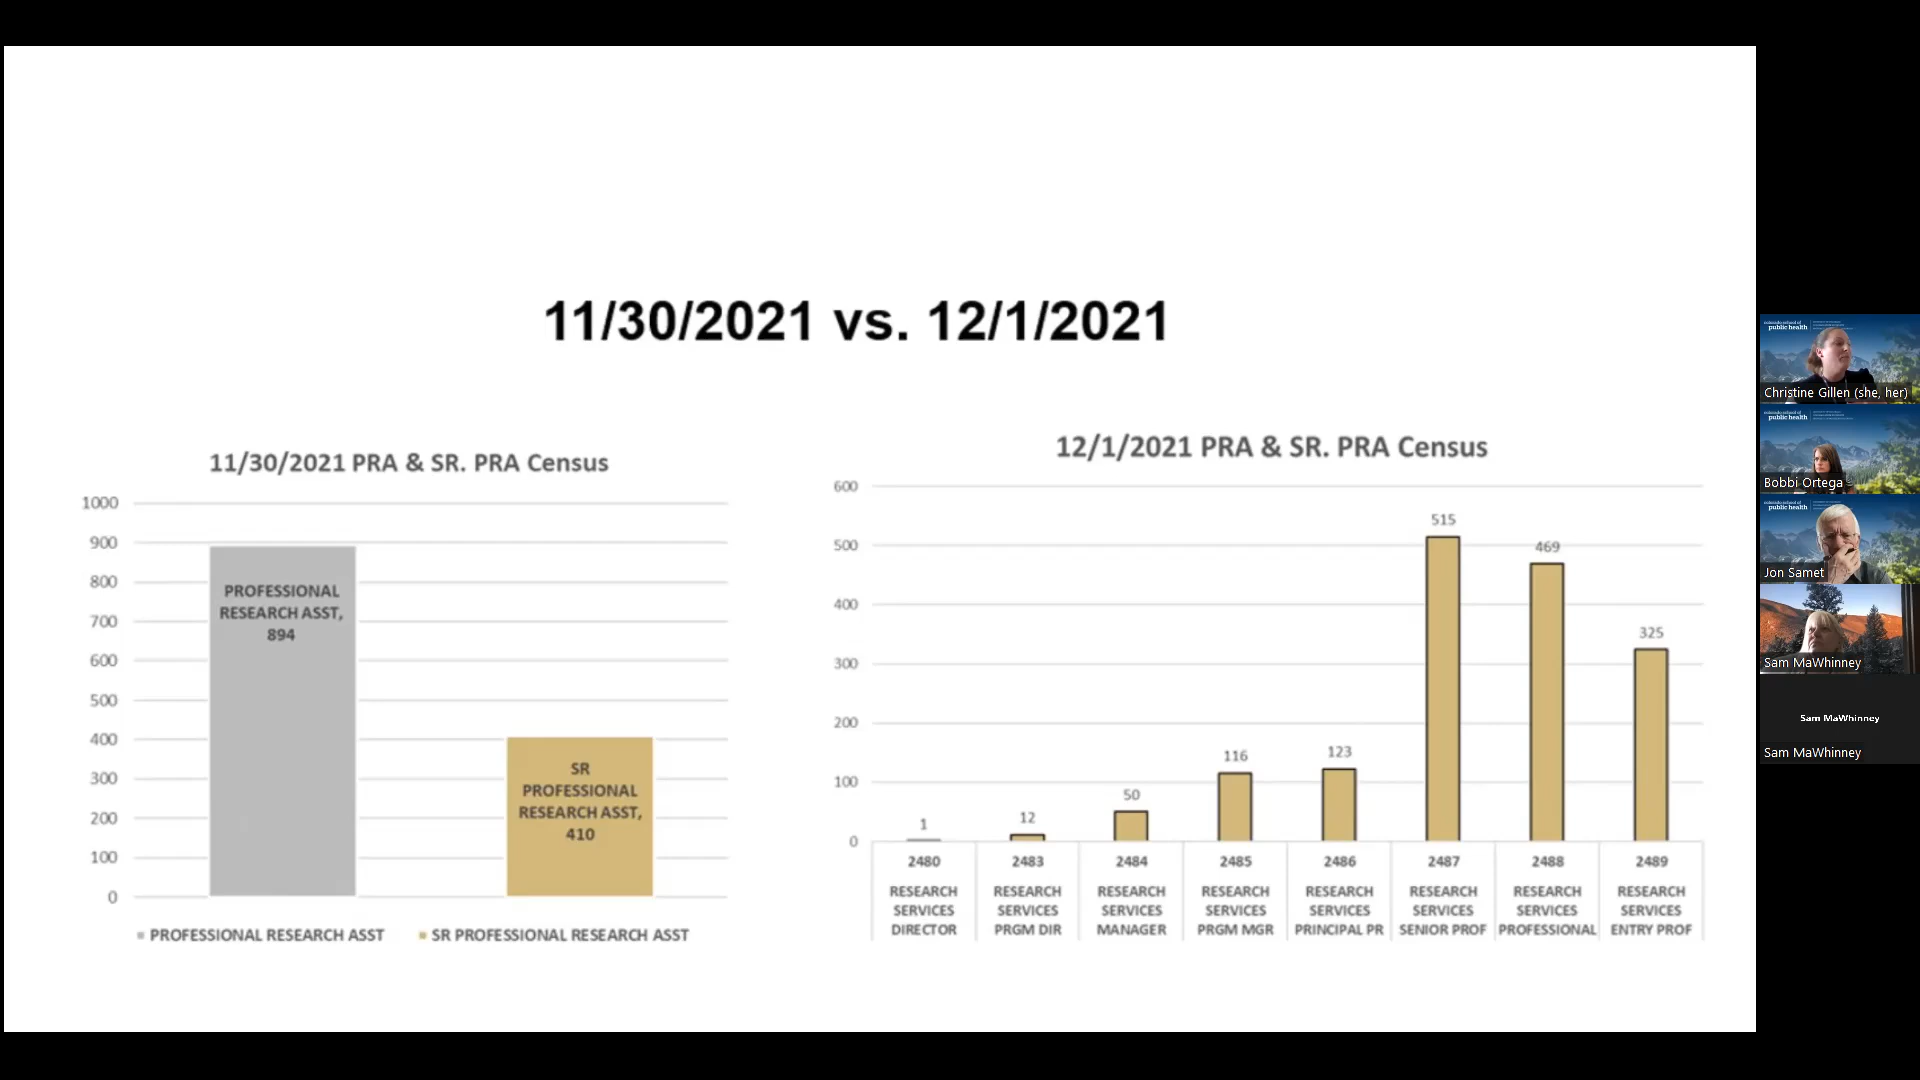 11/30/2021 vs. 12/1/2021
11/30/2021 PRA & SR. PRA Census
1000
900
800
700
600
500
400
300
200
100
0
PROFESSIONAL
RESEARCH ASST,
894
SR
PROFESSIONAL
RESEARCH ASST,
410
PROFESSIONAL RESEARCH ASST
SR PROFESSIONAL RESEARCH ASST
12/1/2021 PRA & SR. PRA Census
600
500
400
300
200
100
0
1
12
50
116
123
515
469
325
2480
RESEARCH
SERVICES
DIRECTOR
2483
RESEARCH
SERVICES
PRGM DIR
2484
RESEARCH
SERVICES
MANAGER
2485
RESEARCH
SERVICES
PRGM MGR
2486
RESEARCH
SERVICES
PRINCIPAL PR
2487
RESEARCH
SERVICES
SENIOR PROF
2488
RESEARCH
SERVICES
PROFESSIONAL
2489
RESEARCH
SERVICES
ENTRY PROF
public health
Christine Gillen (she, her)
public health
Bobbi Ortega
public health
Jon Samet
Sam MaWhinney
Sam MaWhinney
Sam MaWhinney